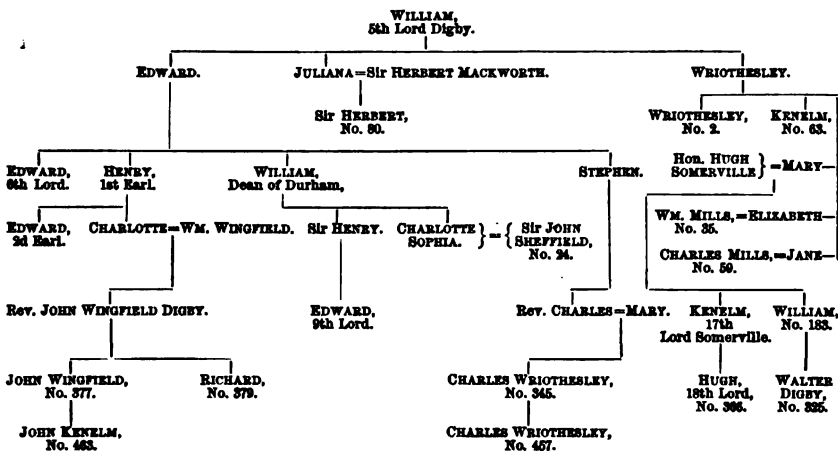 WILLIAM,
5th Lord Digby.
EDWARD. JULIANA=Sir HERBERT MACKWORTH. WRIOTHESLEY.
Sir HERBERT,
No. 80.
WRIOTHESLEY,
No. 2.
KENELM,
No. 63.
EDWARD,
6th Lord.
HENRY,
1st Earl.
WILLIAM,
Dean of Durham,
STEPHEN.
Hon. HUGH
SOMERVILLE } =MARY
EDWARD,
2d Earl.
CHARLOTTE=WM. WINGFIELD.
Sir HENRY.
CHARLOTTE
SOPHIA. } = { Sir JOHN
SHEFFIELD,
No. 24.
WM. MILLS,=ELIZABETH
No. 35.
CHARLES MILLS,=JANE
No. 59.
Rev. JOHN WINGFIELD DIGBY.
EDWARD,
9th Lord.
Rev. CHARLES=MARY.
KENELM,
17th
Lord Somerville.
WILLIAM,
No. 183.
JOHN WINGFIELD,
No. 377.
RICHARD,
No. 379.
CHARLES WRIOTHESLEY,
No. 345.
HUGH,
18th Lord,
No. 366.
WALTER
DIGBY,
No. 325.
JOHN KENELM,
No. 463.
CHARLES WRIOTHESLEY,
No. 457.